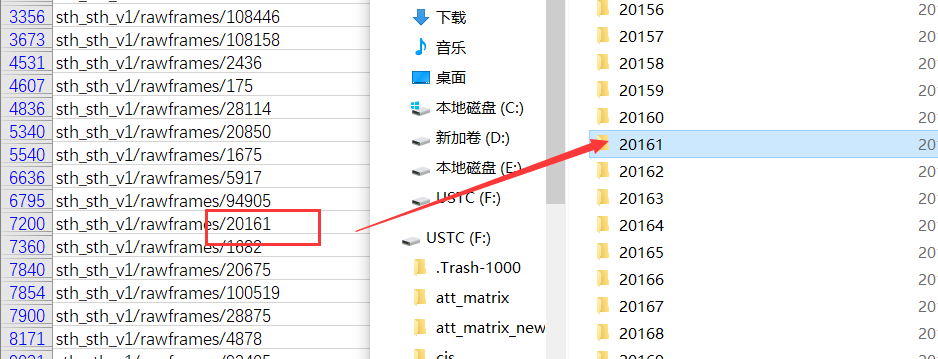 3356 sth_sth_v1/rawframes/108446
3673 sth_sth_v1/rawframes/108158
4531 sth_sth_v1/rawframes/2436
4607 sth_sth_v1/rawframes/175
4836 sth_sth_v1/rawframes/28114
5340 sth_sth_v1/rawframes/20850
5540 sth_sth_v1/rawframes/1675
6636 sth_sth_v1/rawframes/5917
6795 sth_sth_v1/rawframes/94905
7200 sth_sth_v1/rawframes/20161
7360 sth_sth_v1/rawframes/1682
7840 sth_sth_v1/rawframes/20675
7854 sth_sth_v1/rawframes/100519
7900 sth_sth_v1/rawframes/28875
8171 sth_sth_v1/rawframes/4878
下载
音乐
桌面
本地磁盘 (C:)
新加卷 (D:)
本地磁盘 (E:)
USTC (F:)
USTC (F:)
.Trash-1000
att_matrix
att_matrix_new
cis
20156
20157
20158
20159
20160
20161
20162
20163
20164
20165
20166
20167
20168
20169
20
20
20
20
20
20
20
20
20
20
20
20
20